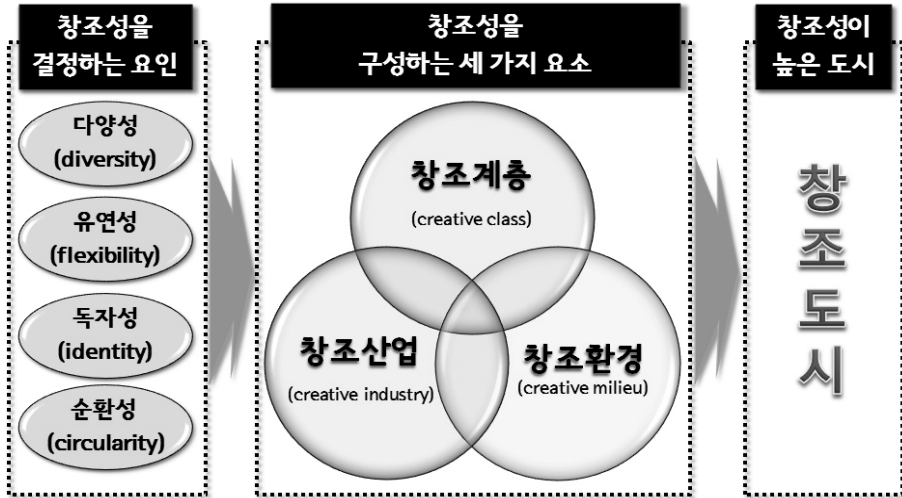 창조성을
결정하는 요인
다양성
(diversity)
유연성
(flexibility)
독자성
(identity)
순환성
(circularity)
창조성을
구성하는 세 가지 요소
창조계층
(creative class)
창조산업
(creative industry)
창조환경
(creative milieu)
창조성이
높은 도시
창
조
도
시